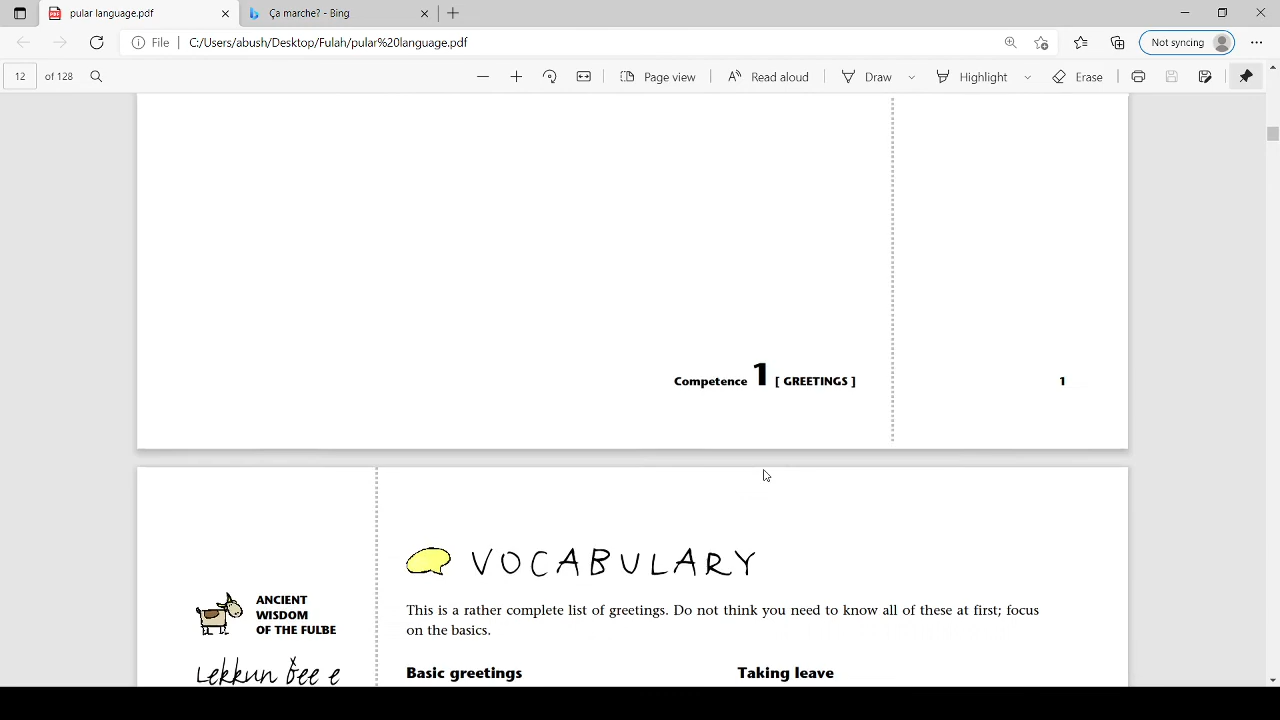 pular language.pdf
Ça marche? - Bing
File
C:/Users/abush/Desktop/Fulah/pular%20language.pdf
Not syncing
12 of 128
Page view
Read aloud
Draw
Highlight
Erase
Competence 1 [ GREETINGS ]
1
VOCABULARY
ANCIENT
WISDOM
OF THE FULƁE
This is a rather complete list of greetings. Do not think you need to know all of these at first; focus
on the basics.
Lekkun ɓee e
Basic greetings
Taking leave